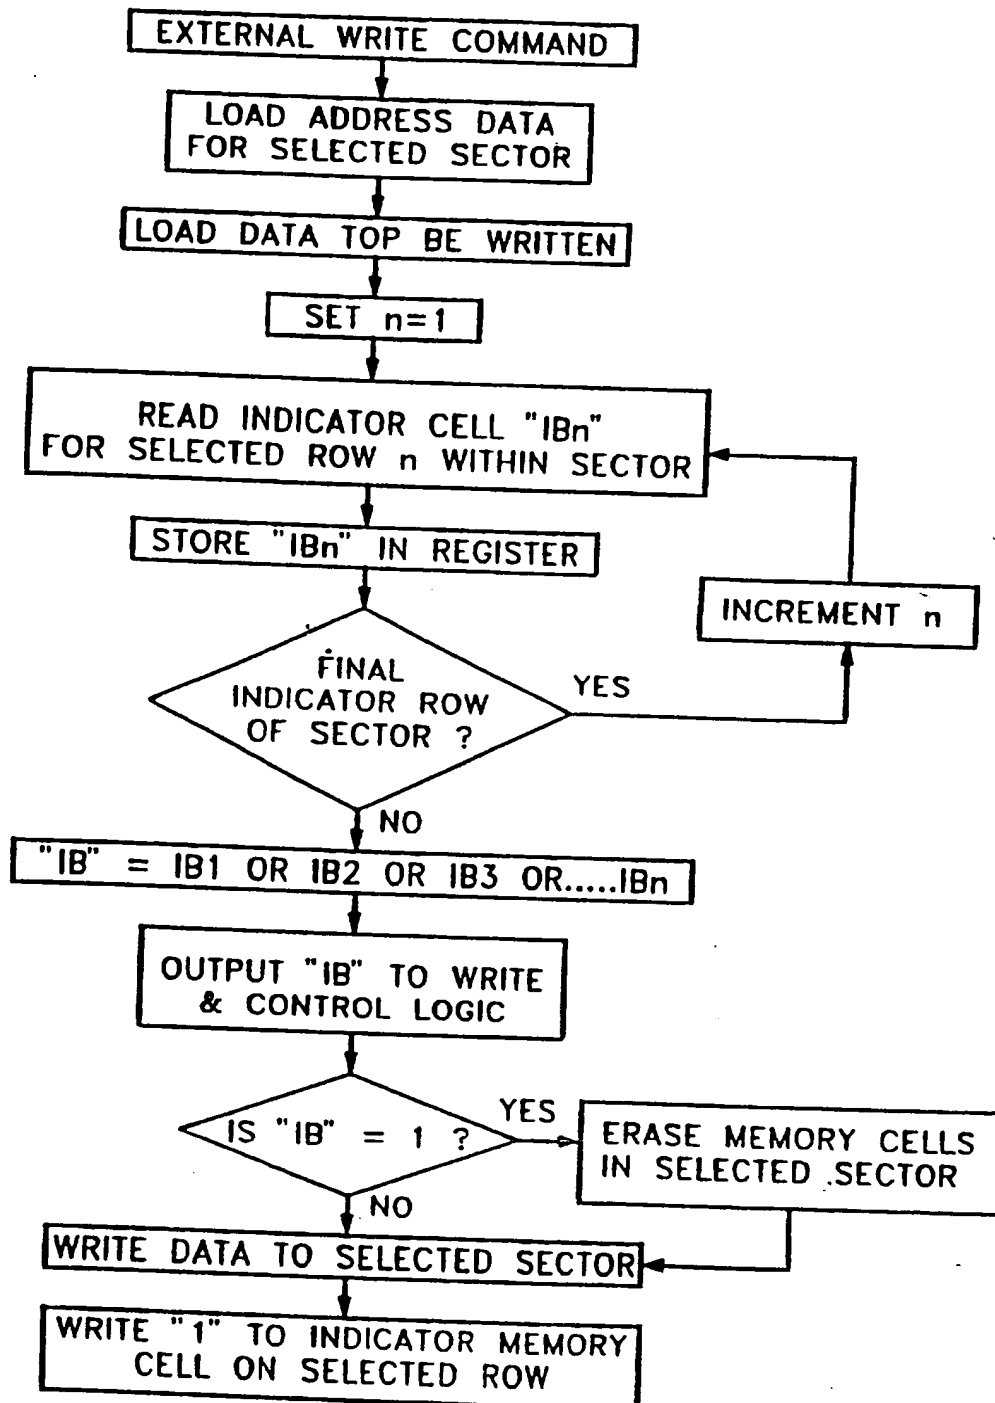 EXTERNAL WRITE COMMAND
LOAD ADDRESS DATA
FOR SELECTED SECTOR
LOAD DATA TOP BE WRITTEN
SET n=1
READ INDICATOR CELL "IBn"
FOR SELECTED ROW n WITHIN SECTOR
STORE "IBn" IN REGISTER
INCREMENT n
FINAL
INDICATOR ROW
OF SECTOR ?
YES
NO
"IB" = IB1 OR IB2 OR IB3 OR.....IBn
OUTPUT "IB" TO WRITE
& CONTROL LOGIC
IS "IB" = 1 ?
YES
ERASE MEMORY CELLS
IN SELECTED SECTOR
NO
WRITE DATA TO SELECTED SECTOR
WRITE "1" TO INDICATOR MEMORY
CELL ON SELECTED ROW